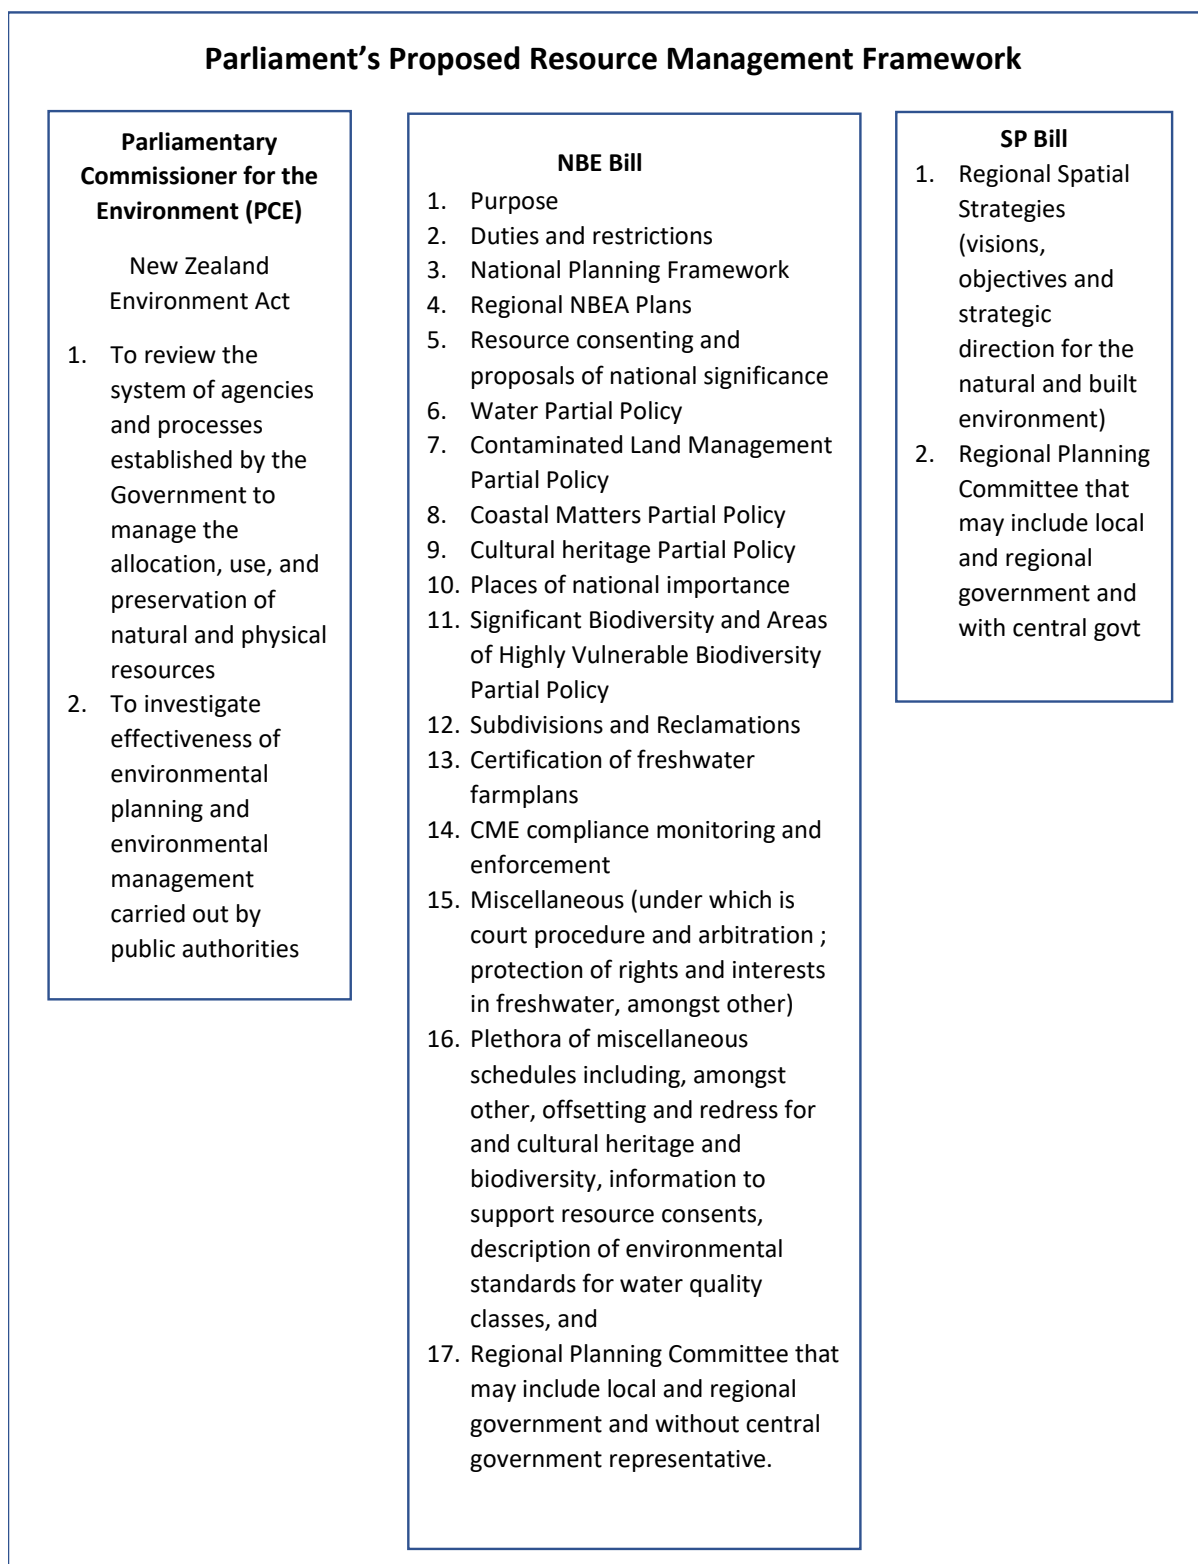 Parliament's Proposed Resource Management Framework
Parliamentary
Commissioner for the
Environment (PCE)
New Zealand
Environment Act
1. To review the
system of agencies
and processes
established by the
Government to
manage the
allocation, use, and
preservation of
natural and physical
resources
2. To investigate
effectiveness of
environmental
planning and
environmental
management
carried out by
public authorities
NBE Bill
1. Purpose
2. Duties and restrictions
3. National Planning Framework
4. Regional NBEA Plans
5. Resource consenting and
proposals of national significance
6. Water Partial Policy
7. Contaminated Land Management
Partial Policy
8. Coastal Matters Partial Policy
9. Cultural heritage Partial Policy
10. Places of national importance
11. Significant Biodiversity and Areas
of Highly Vulnerable Biodiversity
Partial Policy
12. Subdivisions and Reclamations
13. Certification of freshwater
farmplans
14. CME compliance monitoring and
enforcement
15. Miscellaneous (under which is
court procedure and arbitration ;
protection of rights and interests
in freshwater, amongst other)
16. Plethora of miscellaneous
schedules including, amongst
other, offsetting and redress for
and cultural heritage and
biodiversity, information to
support resource consents,
description of environmental
standards for water quality
classes, and
17. Regional Planning Committee that
may include local and regional
government and without central
government representative.
SP Bill
1. Regional Spatial
Strategies
(visions,
objectives and
strategic
direction for the
natural and built
environment)
2. Regional Planning
Committee that
may include local
and regional
government and
with central govt